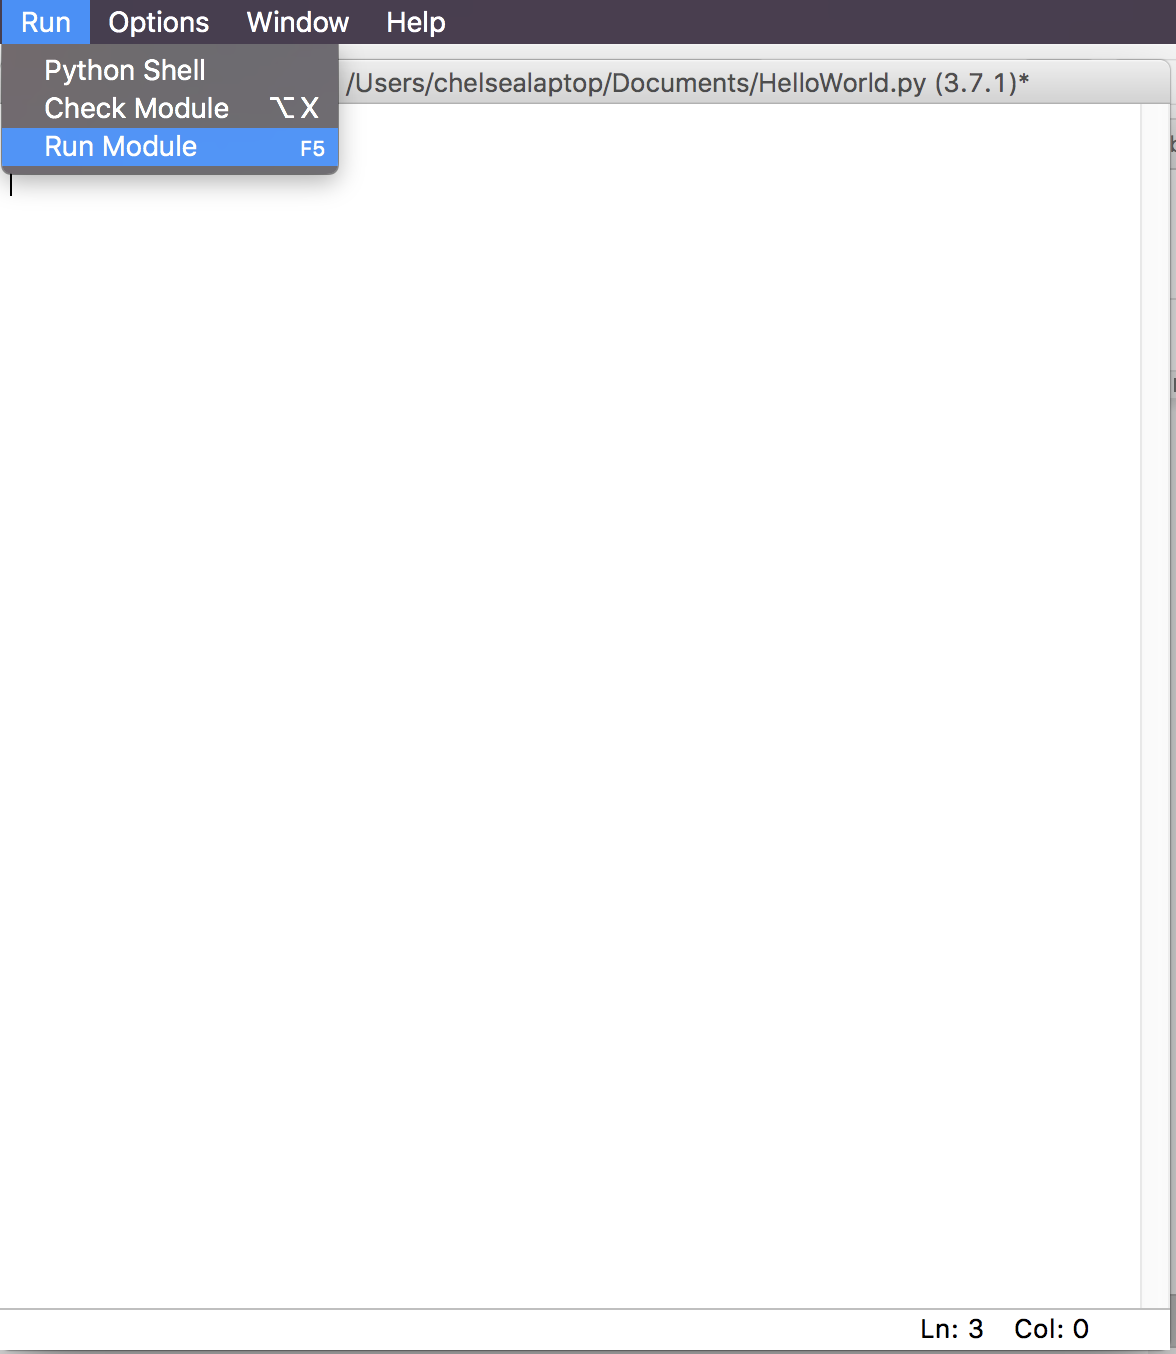 Run Options Window Help
Python Shell
/Users/chelsealaptop/Documents/HelloWorld.py (3.7.1)*
Check Module ⌥X
Run Module F5
Ln: 3 Col: 0